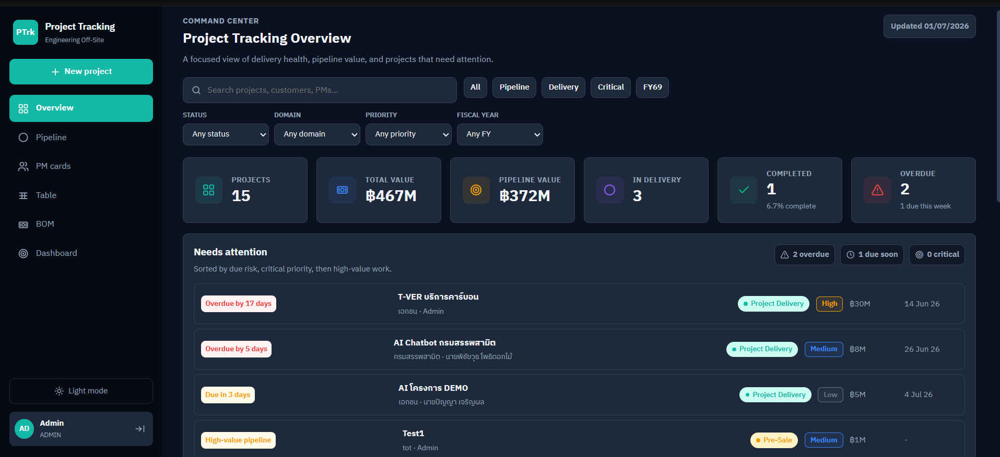 PTrk
Project Tracking
Engineering Off-Site
New project
Overview
Pipeline
PM cards
Table
BOM
Dashboard
Light mode
AD
Admin
ADMIN
COMMAND CENTER
Project Tracking Overview
A focused view of delivery health, pipeline value, and projects that need attention.
Updated 01/07/2026
Search projects, customers, PMs...
All
Pipeline
Delivery
Critical
FY69
STATUS
DOMAIN
PRIORITY
FISCAL YEAR
Any status
Any domain
Any priority
Any FY
PROJECTS
15
TOTAL VALUE
฿467M
PIPELINE VALUE
฿372M
IN DELIVERY
3
COMPLETED
1
6.7% complete
OVERDUE
2
1 due this week
Needs attention
Sorted by due risk, critical priority, then high-value work.
2 overdue
1 due soon
0 critical
Overdue by 17 days
T-VER บริการคาร์บอน
เอกชน · Admin
Project Delivery
High
฿30M
14 Jun 26
Overdue by 5 days
AI Chatbot กรมสรรพสามิต
กรมสรรพสามิต · นายพิชัยวุธ โพธิดอกไม้
Project Delivery
Medium
฿8M
26 Jun 26
Due in 3 days
AI โครงการ DEMO
เอกชน · นายปัญญา เจริญผล
Project Delivery
Low
฿5M
4 Jul 26
High-value pipeline
Test1
tot · Admin
Pre-Sale
Medium
฿1M
-